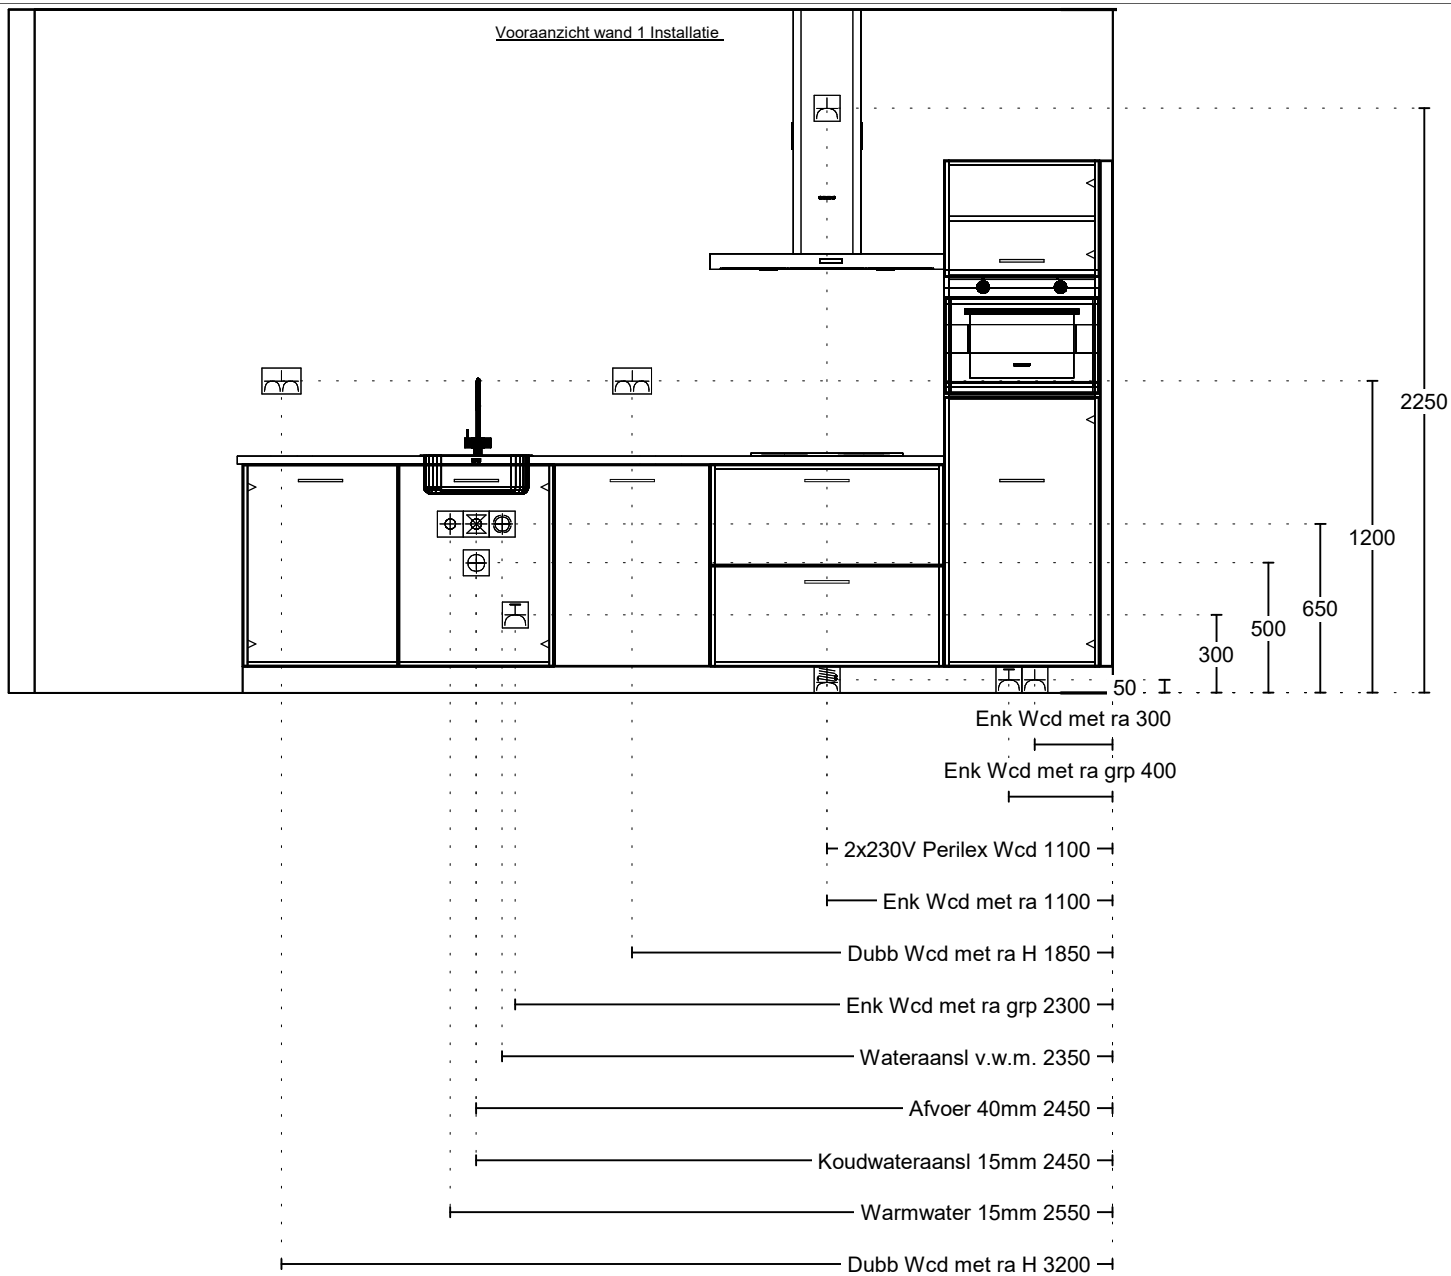 Vooraanzicht wand 1 Installatie
2250
1200
650
500
300
50
Enk Wcd met ra 300
Enk Wcd met ra grp 400
2x230V Perilex Wcd 1100
Enk Wcd met ra 1100
Dubb Wcd met ra H 1850
Enk Wcd met ra grp 2300
Wateraansl v.w.m. 2350
Afvoer 40mm 2450
Koudwateraansl 15mm 2450
Warmwater 15mm 2550
Dubb Wcd met ra H 3200